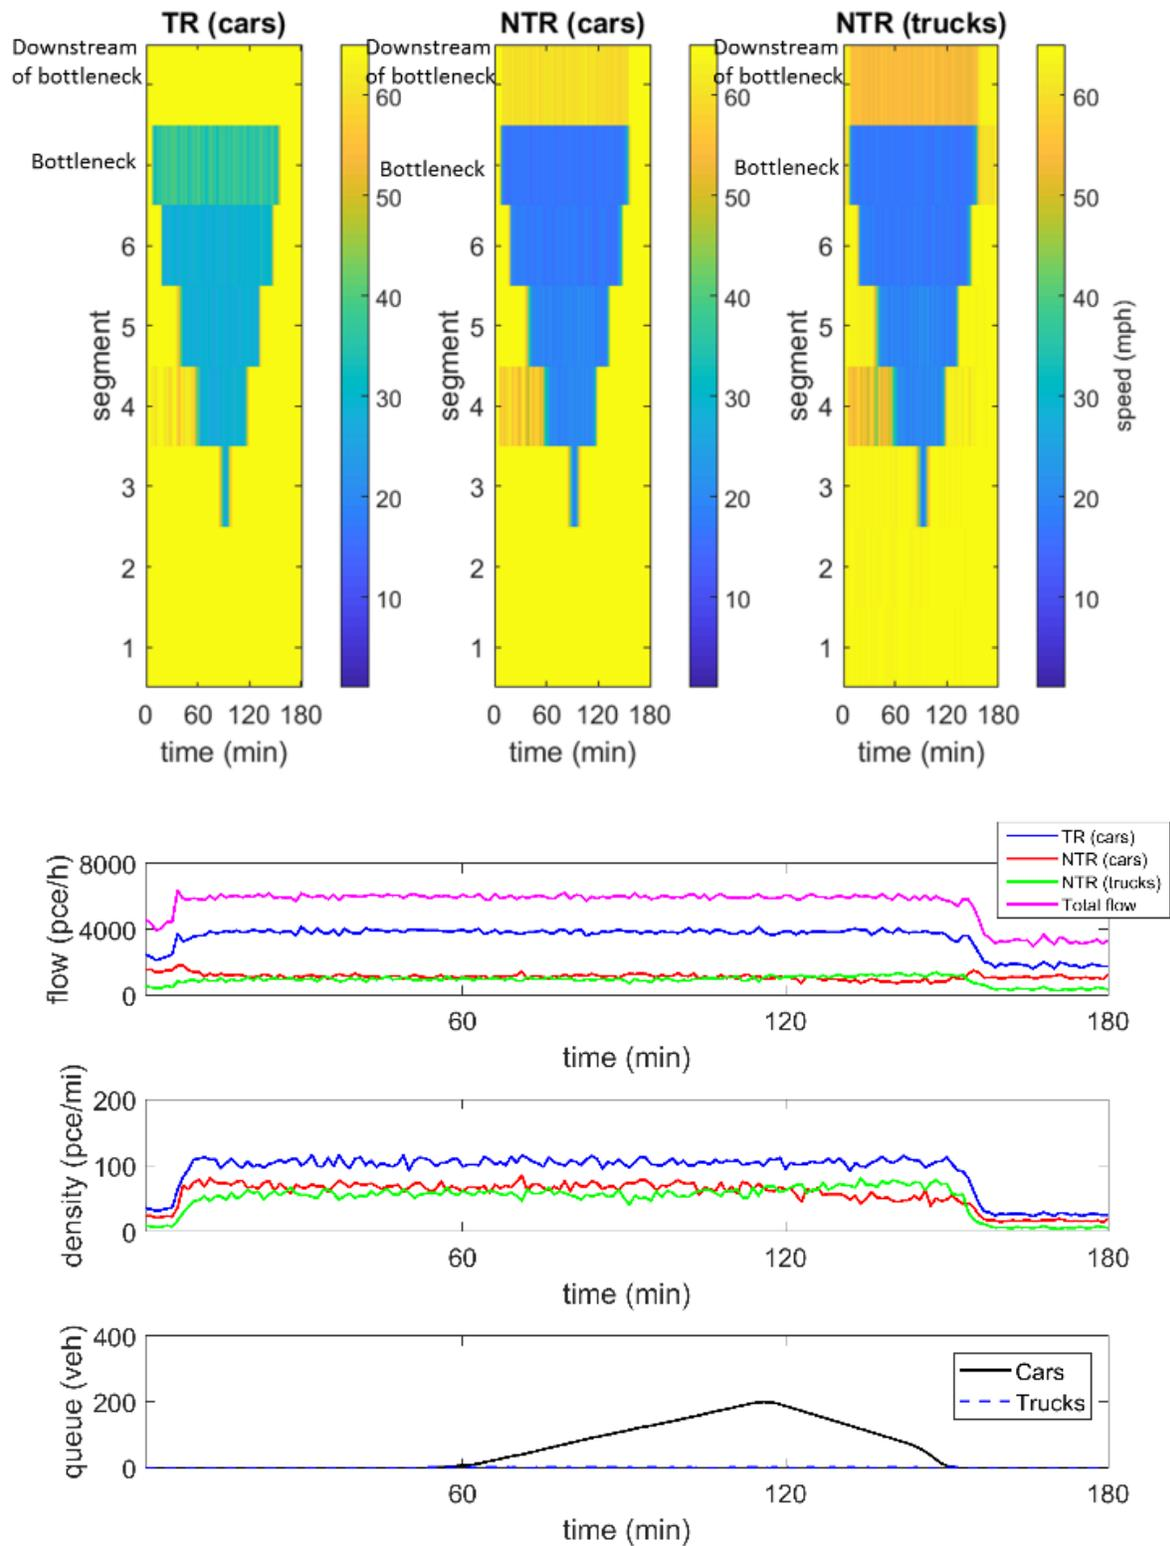 TR (cars)
NTR (cars)
NTR (trucks)
Downstream
of bottleneck
Bottleneck
6
5
4
3
2
1
segment
0 60 120 180
time (min)
60
50
40
30
20
10
Downstream
of bottleneck
Bottleneck
6
5
4
3
2
1
segment
0 60 120 180
time (min)
60
50
40
30
20
10
Downstream
of bottleneck
Bottleneck
6
5
4
3
2
1
segment
0 60 120 180
time (min)
60
50
40
30
20
10
speed (mph)
flow (pce/h)
8000
4000
0
60 120 180
time (min)
TR (cars)
NTR (cars)
NTR (trucks)
Total flow
density (pce/mi)
200
100
0
60 120 180
time (min)
queue (veh)
400
200
0
60 120 180
time (min)
Cars
Trucks